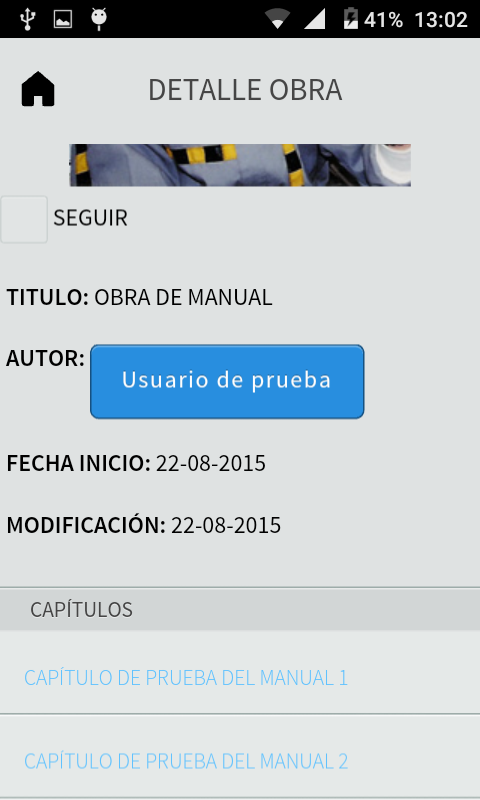 41% 13:02
DETALLE OBRA
SEGUIR
TITULO: OBRA DE MANUAL
AUTOR: Usuario de prueba
FECHA INICIO: 22-08-2015
MODIFICACIÓN: 22-08-2015
CAPÍTULOS
CAPÍTULO DE PRUEBA DEL MANUAL 1
CAPÍTULO DE PRUEBA DEL MANUAL 2